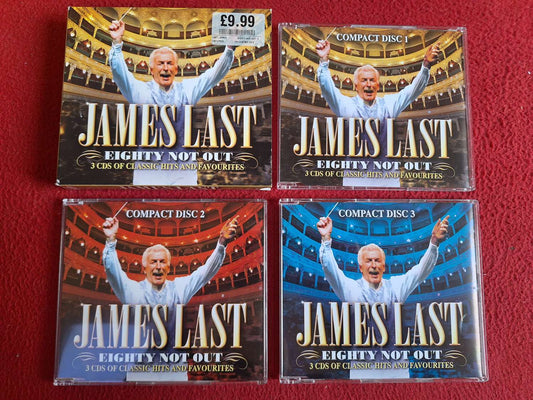 £9.99
JAMES LAST
EIGHTY NOT OUT
3 CDS OF CLASSIC HITS AND FAVOURITES
COMPACT DISC 1
JAMES LAST
EIGHTY NOT OUT
3 CDS OF CLASSIC HITS AND FAVOURITES
COMPACT DISC 2
JAMES LAST
EIGHTY NOT OUT
3 CDS OF CLASSIC HITS AND FAVOURITES
COMPACT DISC 3
JAMES LAST
EIGHTY NOT OUT
3 CDS OF CLASSIC HITS AND FAVOURITES